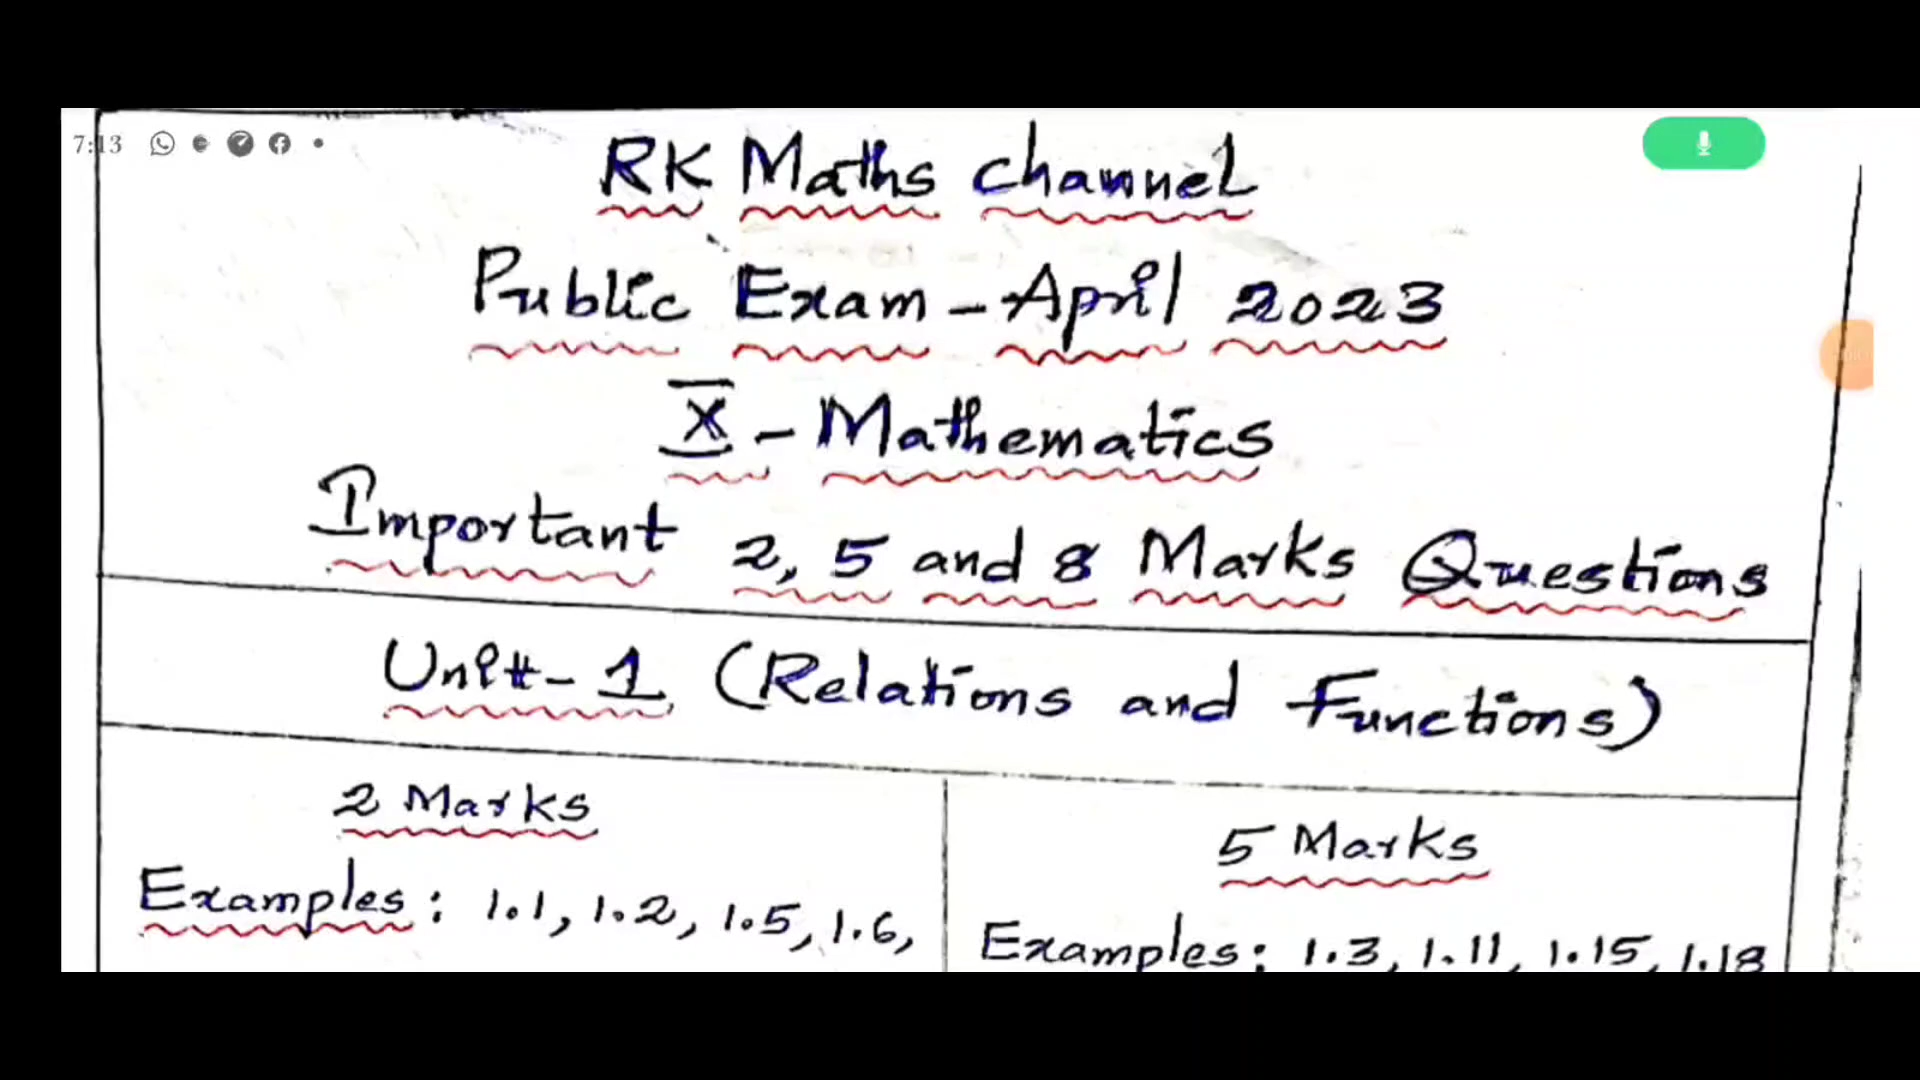 7:13
RK Maths channel
Public Exam - April 2023
X - Mathematics
Important 2, 5 and 8 Marks Questions
Unit - 1 (Relations and Functions)
2 Marks
Examples: 1.1, 1.2, 1.5, 1.6,
5 Marks
Examples: 1.3, 1.11, 1.15, 1.18